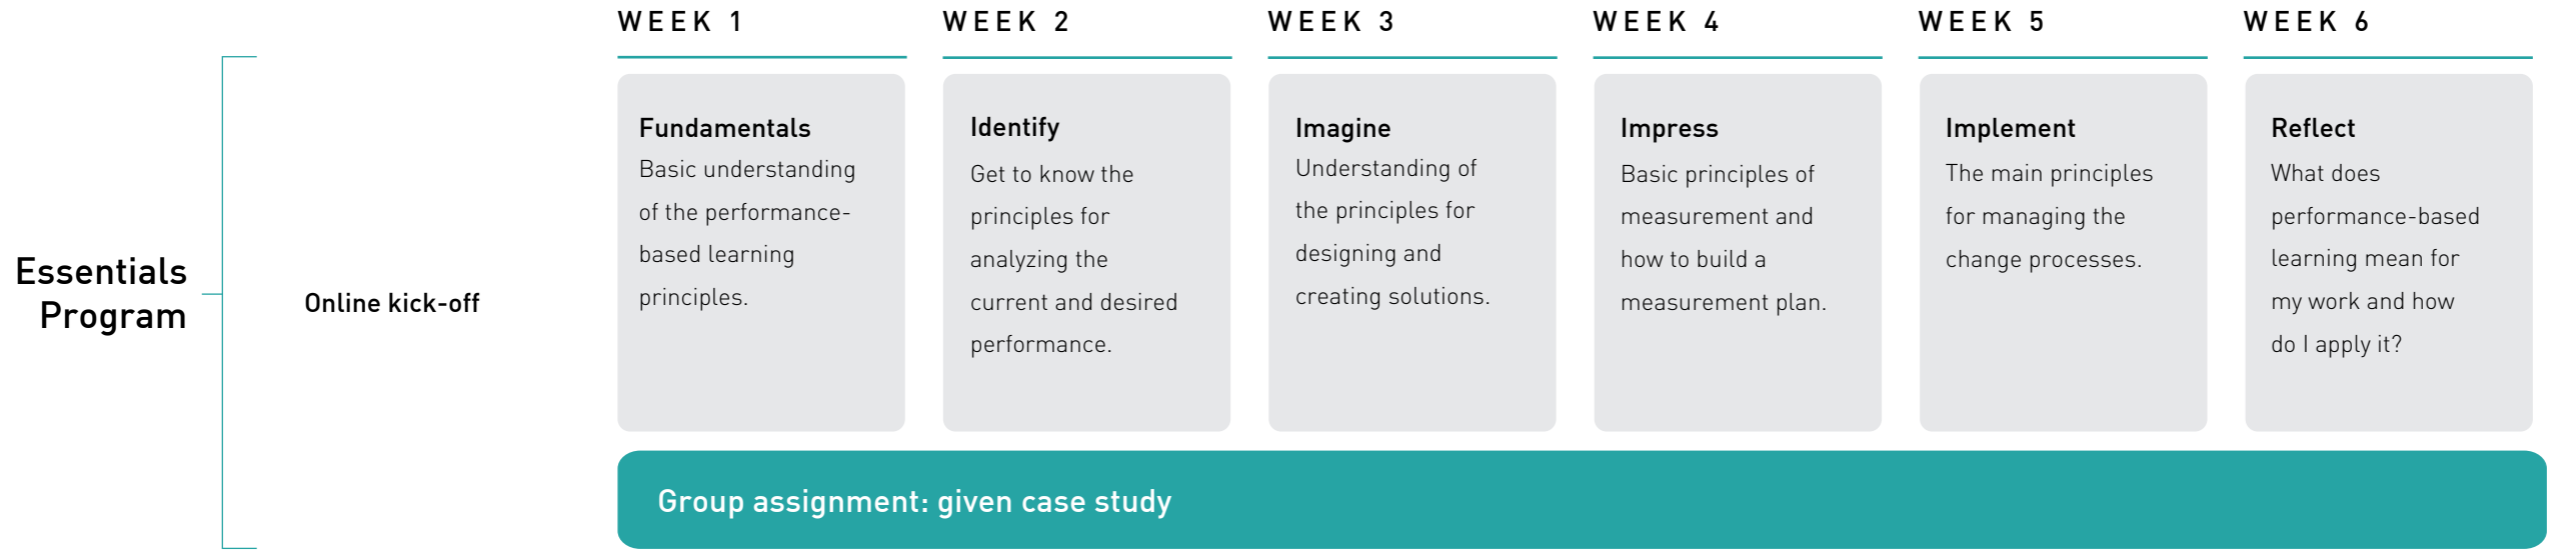 Essentials
Program
Online kick-off
WEEK 1
Fundamentals
Basic understanding
of the performance-
based learning
principles.
WEEK 2
Identify
Get to know the
principles for
analyzing the
current and desired
performance.
WEEK 3
Imagine
Understanding of
the principles for
designing and
creating solutions.
WEEK 4
Impress
Basic principles of
measurement and
how to build a
measurement plan.
WEEK 5
Implement
The main principles
for managing the
change processes.
WEEK 6
Reflect
What does
performance-based
learning mean for
my work and how
do I apply it?
Group assignment: given case study